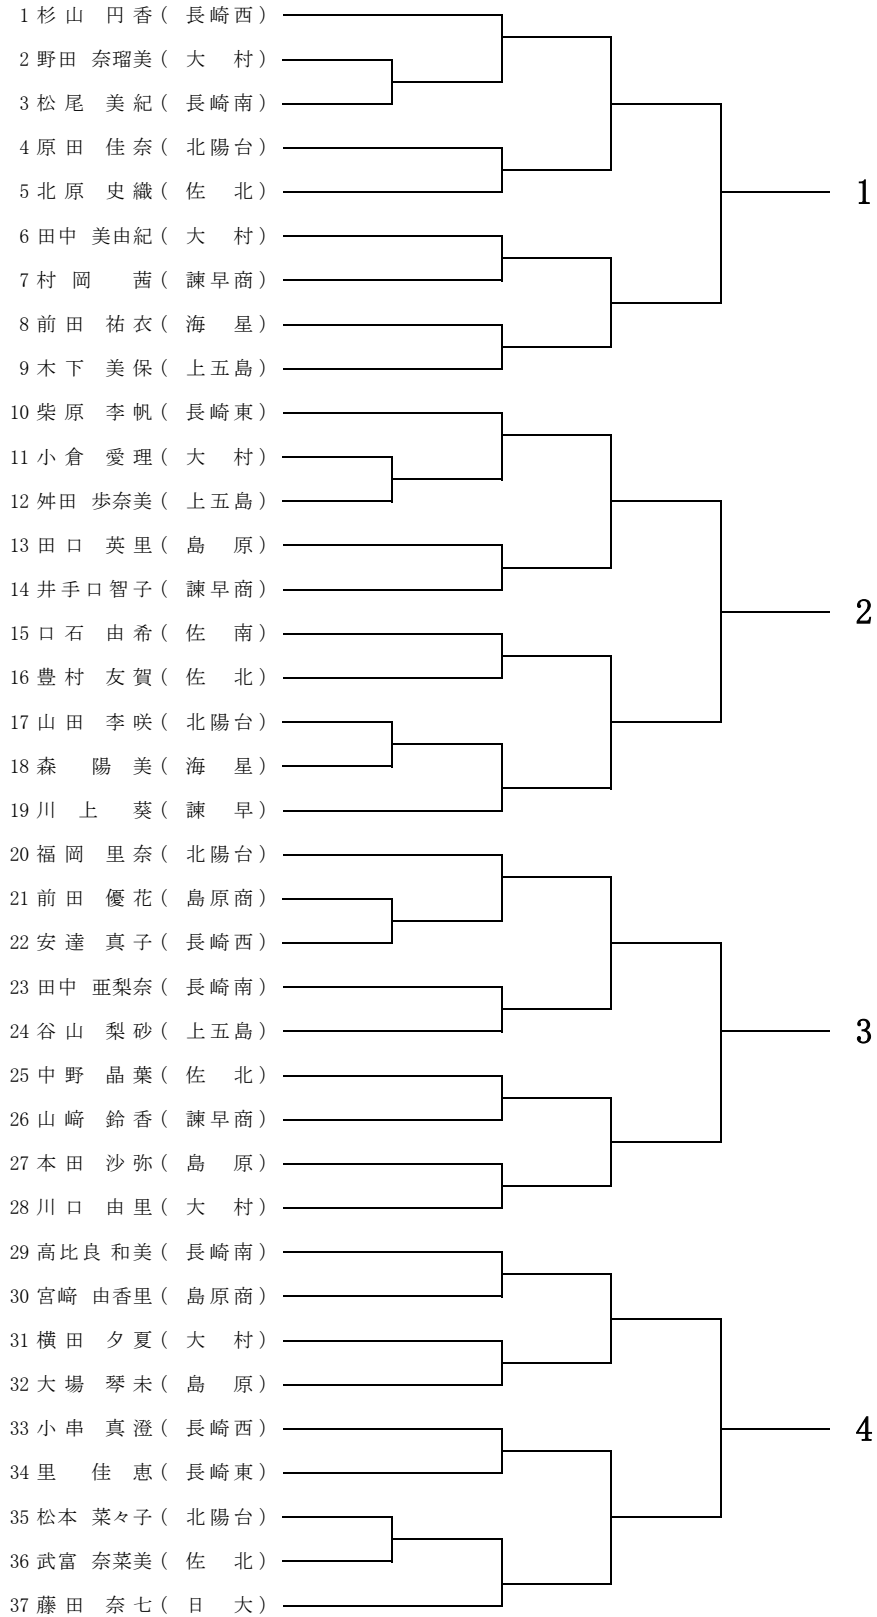 1 杉山 円香 ( 長崎西 )
2 野田 奈瑠美 ( 大 村 )
3 松尾 美紀 ( 長崎南 )
4 原田 佳奈 ( 北陽台 )
5 北原 史織 ( 佐 北 )
1
6 田中 美由紀 ( 大 村 )
7 村岡 茜 ( 諫早商 )
8 前田 祐衣 ( 海 星 )
9 木下 美保 ( 上五島 )
10 柴原 李帆 ( 長崎東 )
11 小倉 愛理 ( 大 村 )
12 舛田 歩奈美 ( 上五島 )
13 田口 英里 ( 島 原 )
14 井手口智子 ( 諫早商 )
2
15 口石 由希 ( 佐 南 )
16 豊村 友賀 ( 佐 北 )
17 山田 李咲 ( 北陽台 )
18 森 陽美 ( 海 星 )
19 川上 葵 ( 諫 早 )
20 福岡 里奈 ( 北陽台 )
21 前田 優花 ( 島原商 )
22 安達 真子 ( 長崎西 )
23 田中 亜梨奈 ( 長崎南 )
24 谷山 梨砂 ( 上五島 )
3
25 中野 晶葉 ( 佐 北 )
26 山﨑 鈴香 ( 諫早商 )
27 本田 沙弥 ( 島 原 )
28 川口 由里 ( 大 村 )
29 高比良 和美 ( 長崎南 )
30 宮﨑 由香里 ( 島原商 )
31 横田 夕夏 ( 大 村 )
32 大場 琴未 ( 島 原 )
33 小串 真澄 ( 長崎西 )
4
34 里 佳恵 ( 長崎東 )
35 松本 菜々子 ( 北陽台 )
36 武富 奈菜美 ( 佐 北 )
37 藤田 奈七 ( 日 大 )